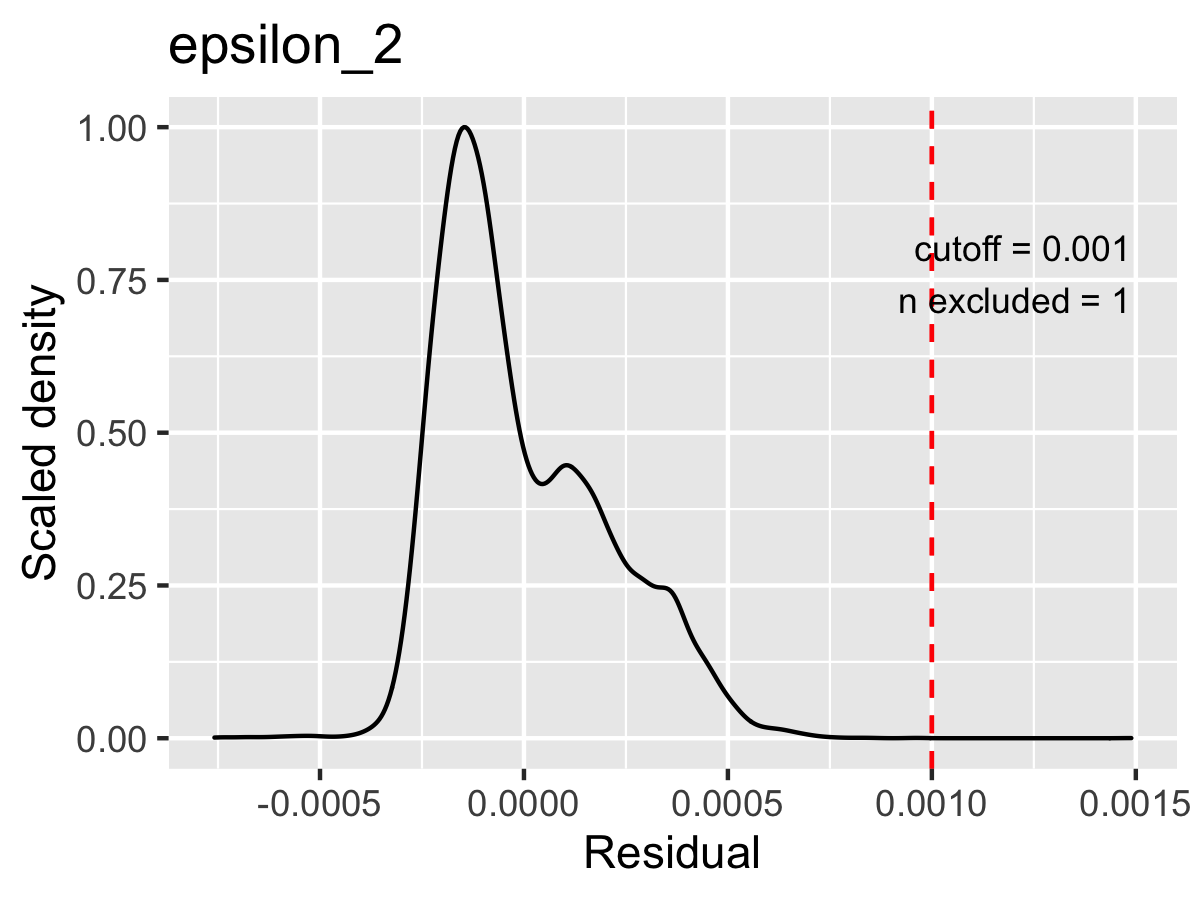 epsilon_2
1.00
0.75
0.50
0.25
0.00
Scaled density
cutoff = 0.001
n excluded = 1
-0.0005
0.0000
0.0005
0.0010
0.0015
Residual